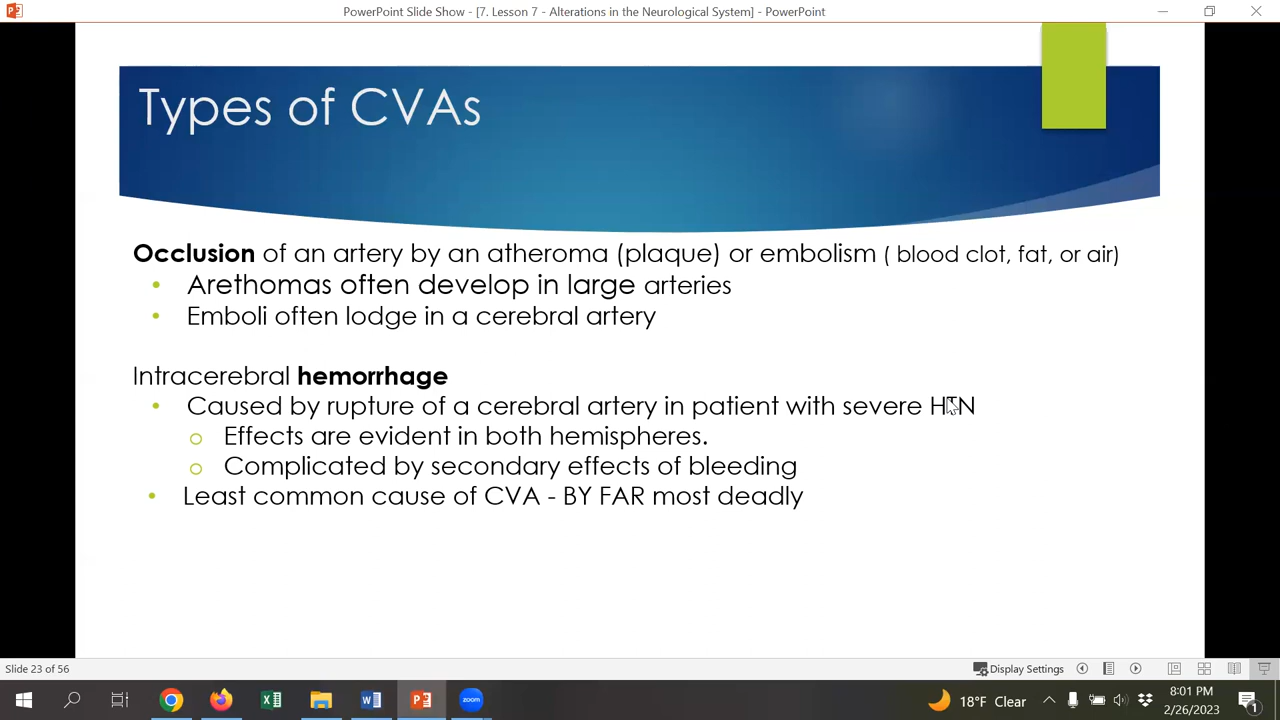 PowerPoint Slide Show - [7. Lesson 7 - Alterations in the Neurological System] - PowerPoint
Types of CVAs
Occlusion of an artery by an atheroma (plaque) or embolism ( blood clot, fat, or air)
• Arethomas often develop in large arteries
• Emboli often lodge in a cerebral artery
Intracerebral hemorrhage
• Caused by rupture of a cerebral artery in patient with severe HTN
o Effects are evident in both hemispheres.
o Complicated by secondary effects of bleeding
• Least common cause of CVA - BY FAR most deadly
Slide 23 of 56
Display Settings
zoom
18°F Clear
8:01 PM
2/26/2023
1